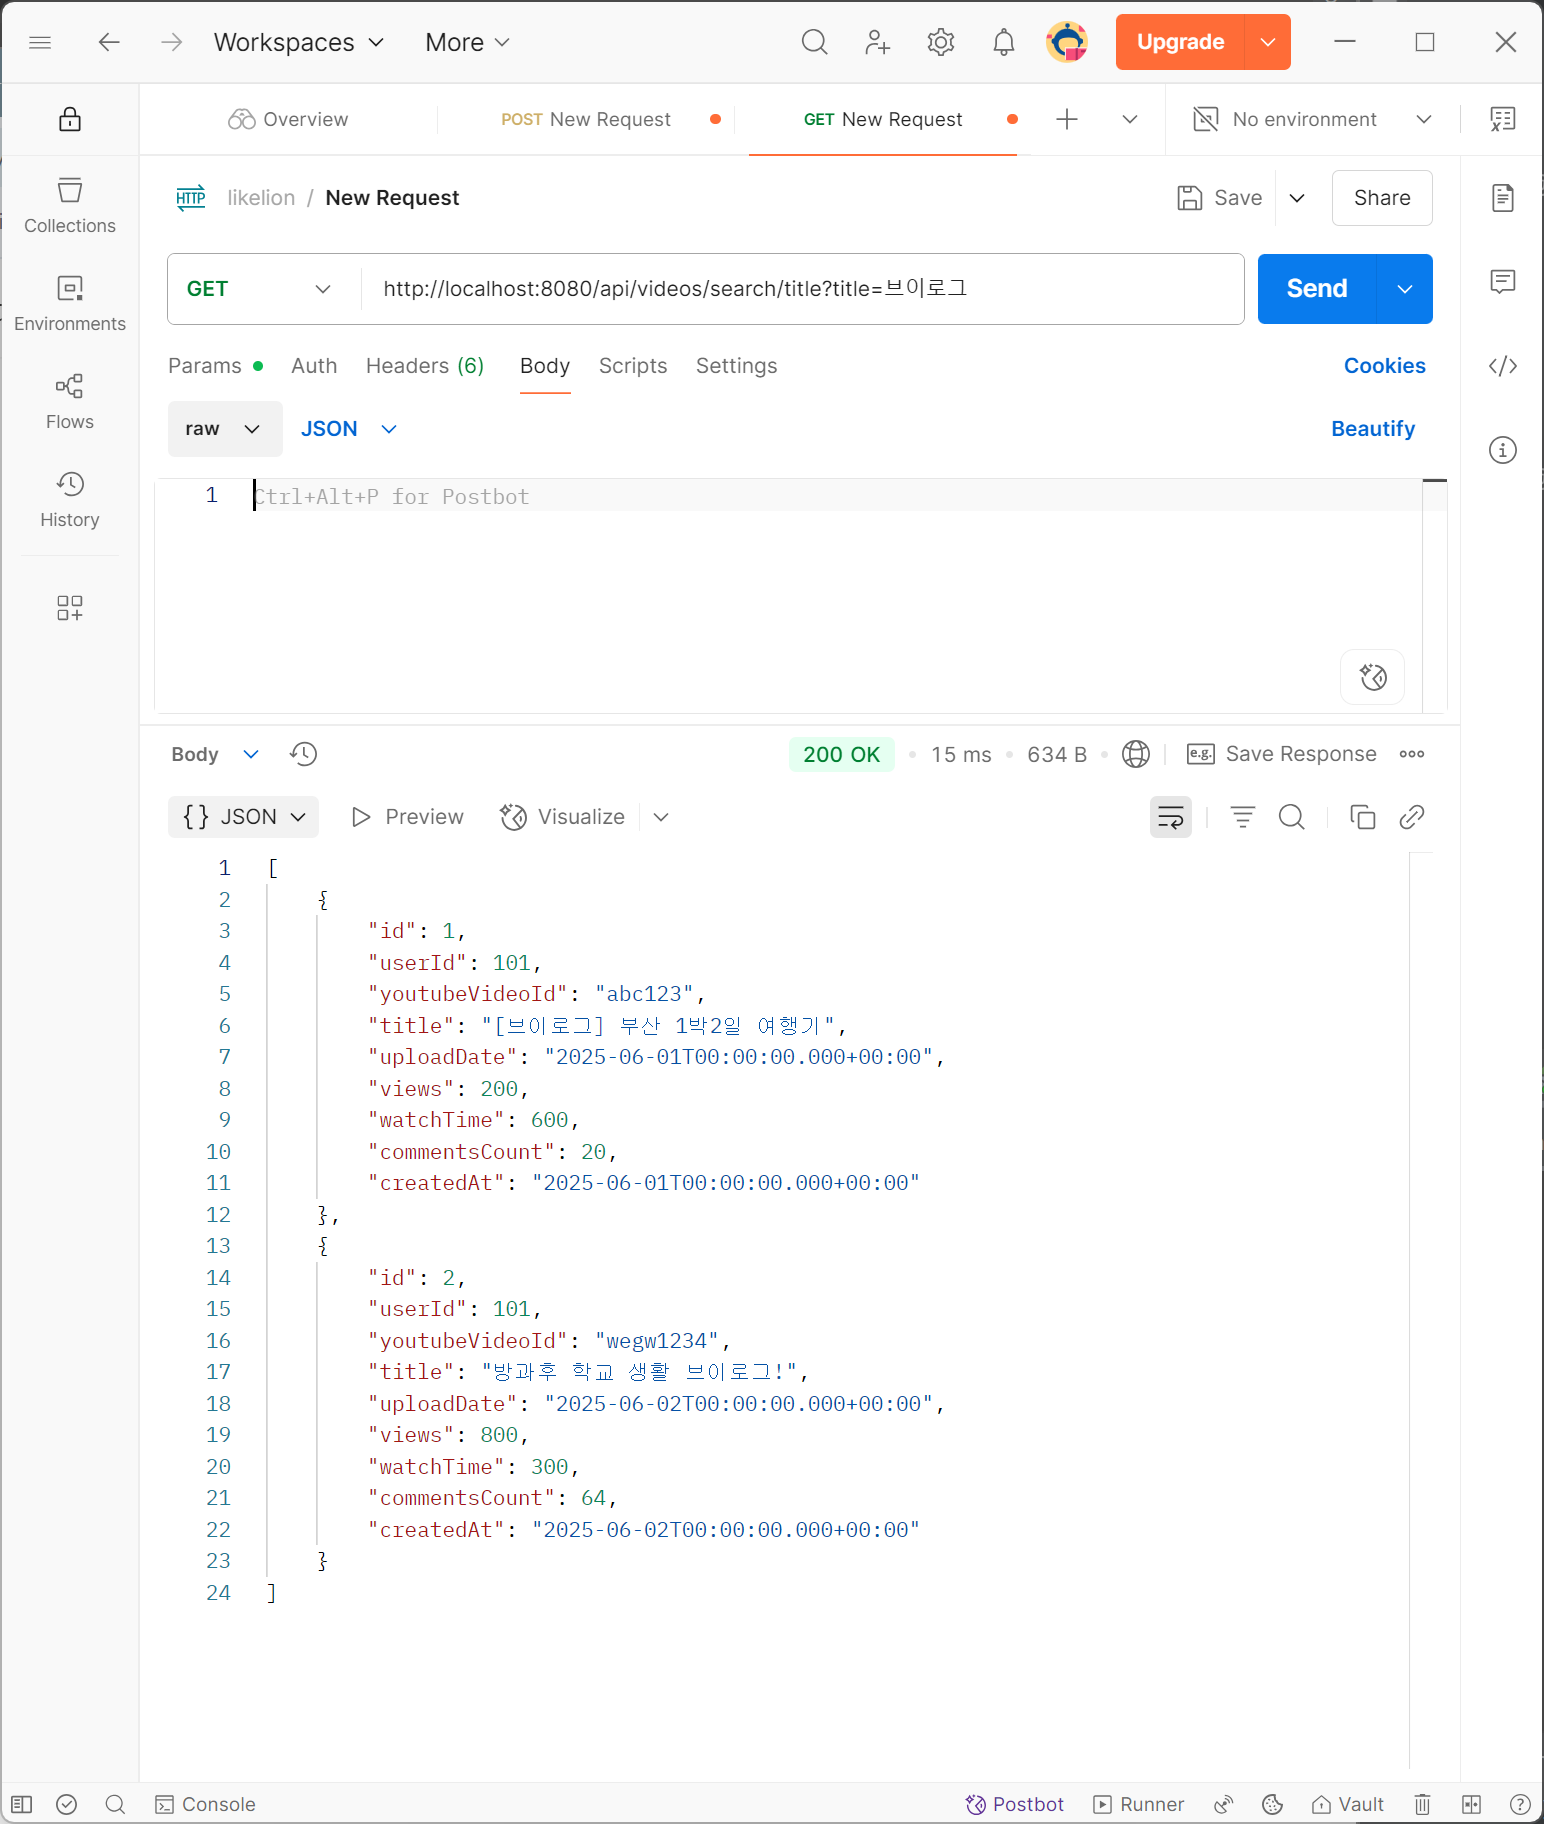 Workspaces More Upgrade
Overview POST New Request GET New Request No environment
HTTP likelion / New Request Save Share
Collections
GET http://localhost:8080/api/videos/search/title?title=브이로그 Send
Environments
Params Auth Headers (6) Body Scripts Settings Cookies
Flows
raw JSON Beautify
1 Ctrl+Alt+P for Postbot
History
Body 200 OK 15 ms 634 B e.g. Save Response
{} JSON Preview Visualize
1 [
2 {
3 "id": 1,
4 "userId": 101,
5 "youtubeVideoId": "abc123",
6 "title": "[브이로그] 부산 1박2일 여행기",
7 "uploadDate": "2025-06-01T00:00:00.000+00:00",
8 "views": 200,
9 "watchTime": 600,
10 "commentsCount": 20,
11 "createdAt": "2025-06-01T00:00:00.000+00:00"
12 },
13 {
14 "id": 2,
15 "userId": 101,
16 "youtubeVideoId": "wegw1234",
17 "title": "방과후 학교 생활 브이로그!",
18 "uploadDate": "2025-06-02T00:00:00.000+00:00",
19 "views": 800,
20 "watchTime": 300,
21 "commentsCount": 64,
22 "createdAt": "2025-06-02T00:00:00.000+00:00"
23 }
24 ]
Console Postbot Runner Vault